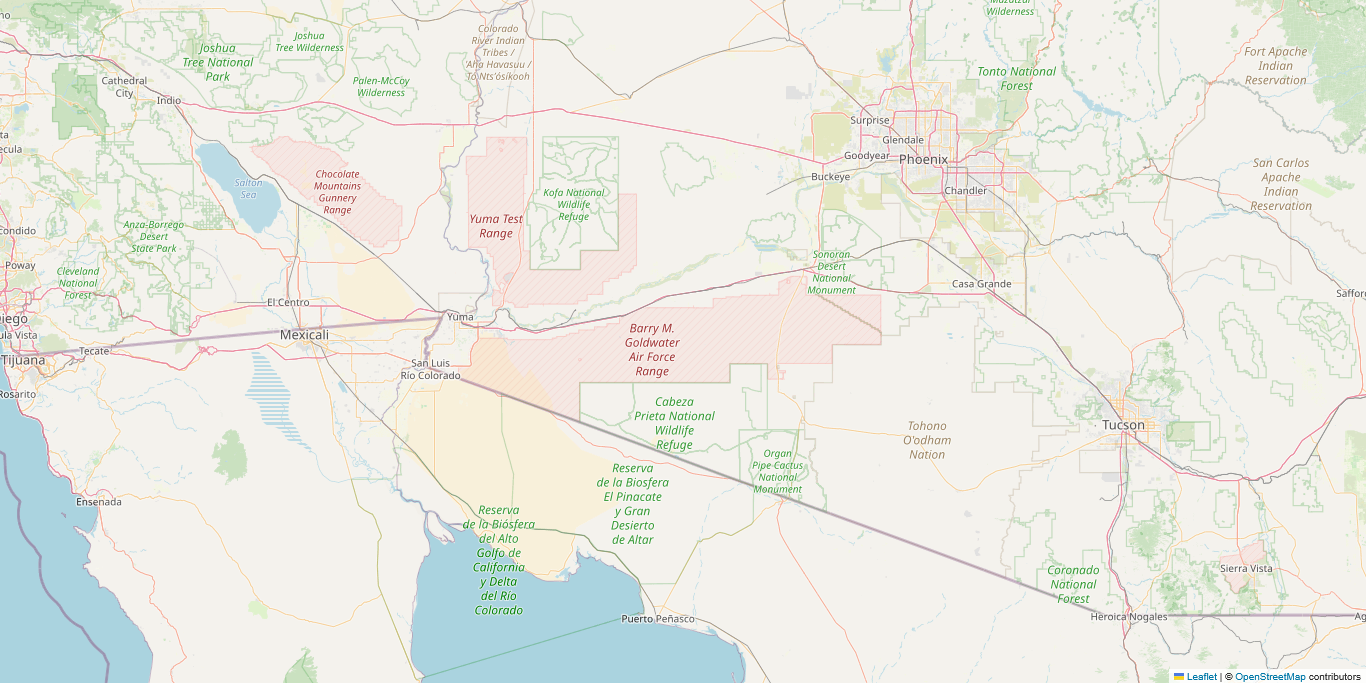 Mazatzal
Wilderness
Colorado
River Indian
Tribes /
'Aha Havasuu /
Tó Nts'ósíkooh
Joshua
Tree Wilderness
Joshua
Tree National
Park
Fort Apache
Indian
Reservation
Tonto National
Forest
Cathedral
City
Palen-McCoy
Wilderness
Indio
Surprise
Glendale
Goodyear
Phoenix
Buckeye
Chandler
San Carlos
Apache
Indian
Reservation
ta
ecula
Salton
Sea
Chocolate
Mountains
Gunnery
Range
Kofa National
Wildlife
Refuge
Yuma Test
Range
Anza-Borrego
Desert
State Park
condido
Poway
Cleveland
National
Forest
Sonoran
Desert
National
Monument
Casa Grande
Saffor
El Centro
Yuma
iego
ula Vista
Mexicali
Barry M.
Goldwater
Air Force
Range
Tecate
Tijuana
San Luis
Río Colorado
Rosarito
Cabeza
Prieta National
Wildlife
Refuge
Tohono
O'odham
Nation
Tucson
Organ
Pipe Cactus
National
Monument
Reserva
de la Biosfera
El Pinacate
y Gran
Desierto
de Altar
Ensenada
Reserva
de la Biósfera
del Alto
Golfo de
California
y Delta
del Río
Colorado
Coronado
National
Forest
Sierra Vista
Puerto Peñasco
Heroica Nogales
Ag
Leaflet | © OpenStreetMap contributors